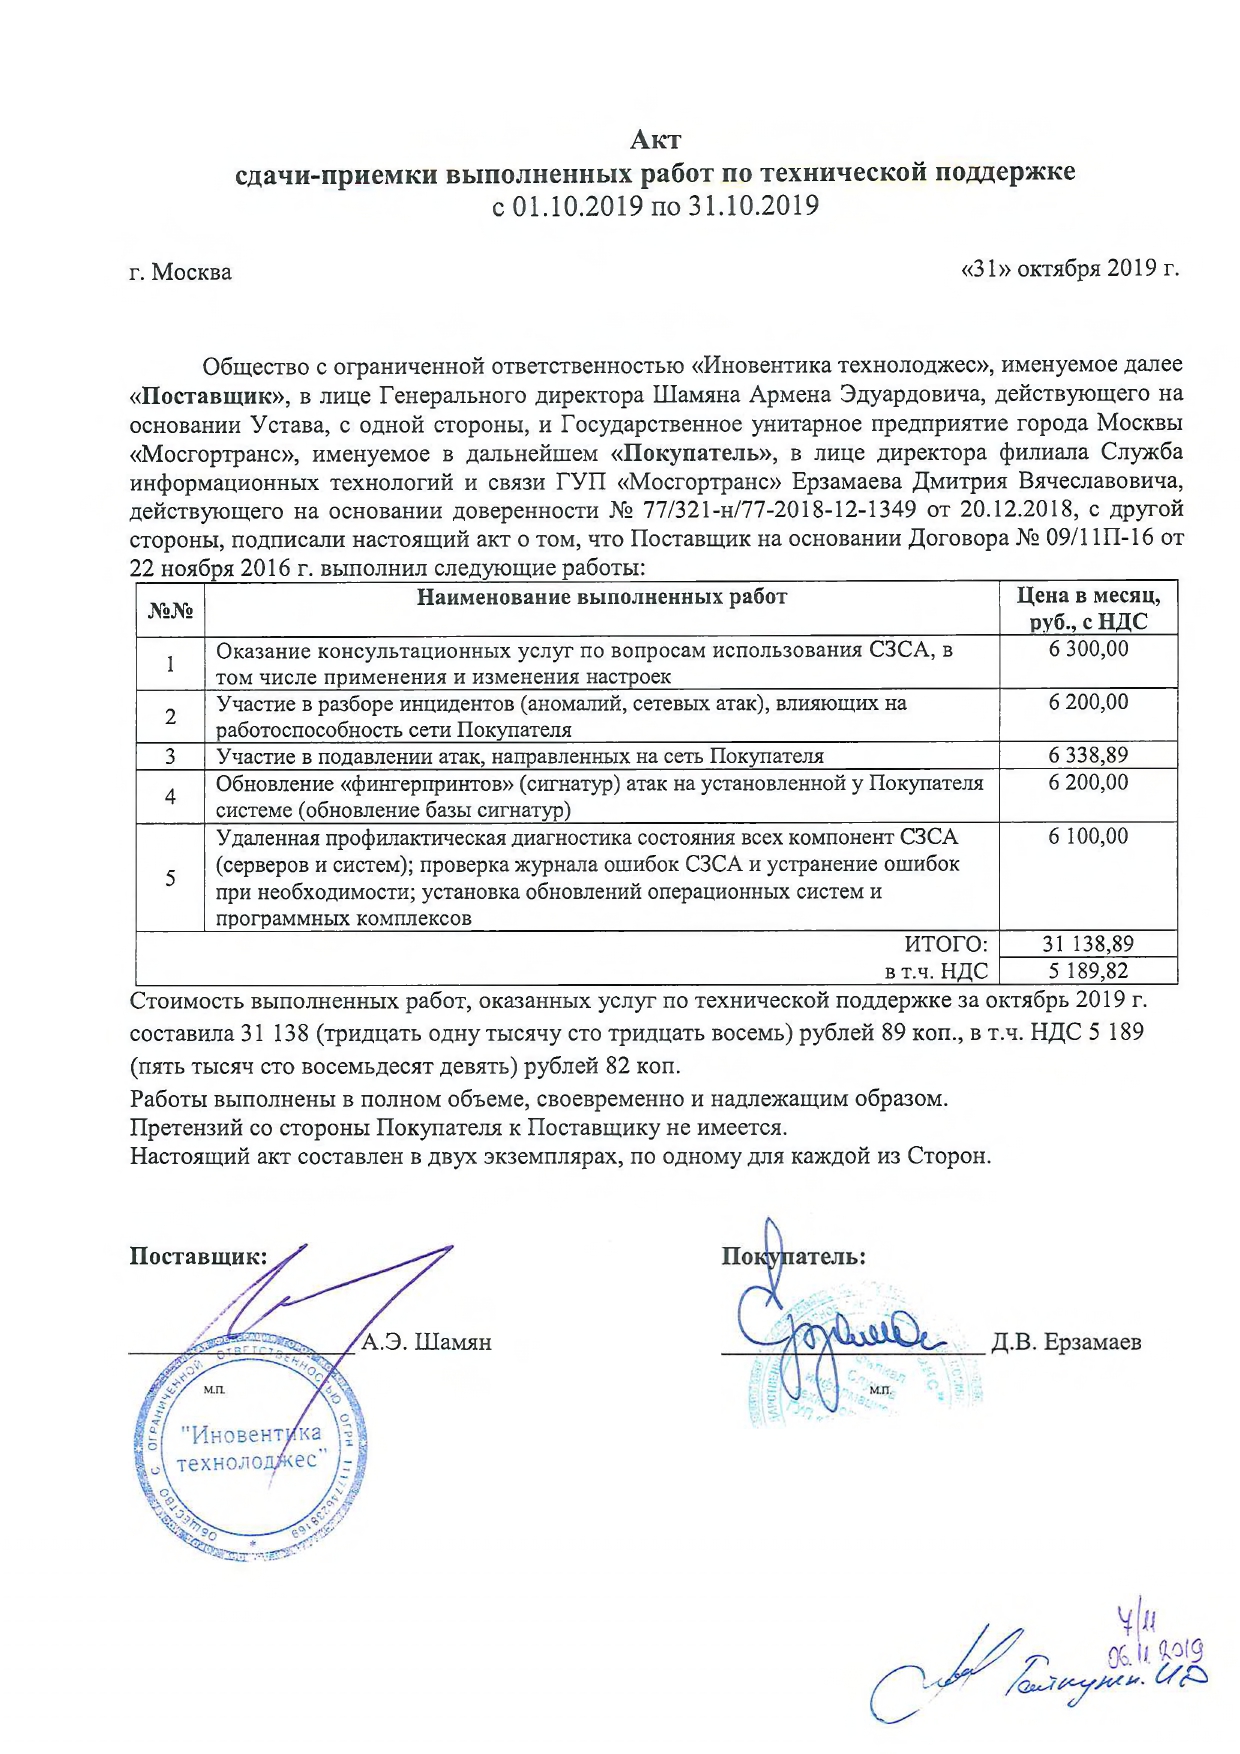 Акт
сдачи-приемки выполненных работ по технической поддержке
с 01.10.2019 по 31.10.2019
г. Москва
«31» октября 2019 г.
Общество с ограниченной ответственностью «Иновентика технолоджес», именуемое далее
«Поставщик», в лице Генерального директора Шамяна Армена Эдуардовича, действующего на
основании Устава, с одной стороны, и Государственное унитарное предприятие города Москвы
«Мосгортранс», именуемое в дальнейшем «Покупатель», в лице директора филиала Служба
информационных технологий и связи ГУП «Мосгортранс» Ерзамаева Дмитрия Вячеславовича,
действующего на основании доверенности № 77/321-н/77-2018-12-1349 от 20.12.2018, с другой
стороны, подписали настоящий акт о том, что Поставщик на основании Договора № 09/11П-16 от
22 ноября 2016 г. выполнил следующие работы:
№№ Наименование выполненных работ Цена в месяц,
руб., с НДС
1 Оказание консультационных услуг по вопросам использования СЗСА, в 6 300,00
том числе применения и изменения настроек
2 Участие в разборе инцидентов (аномалий, сетевых атак), влияющих на 6 200,00
работоспособность сети Покупателя
3 Участие в подавлении атак, направленных на сеть Покупателя 6 338,89
4 Обновление «фингерпринтов» (сигнатур) атак на установленной у Покупателя 6 200,00
системе (обновление базы сигнатур)
5 Удаленная профилактическая диагностика состояния всех компонент СЗСА 6 100,00
(серверов и систем); проверка журнала ошибок СЗСА и устранение ошибок
при необходимости; установка обновлений операционных систем и
программных комплексов
ИТОГО: 31 138,89
в т.ч. НДС 5 189,82
Стоимость выполненных работ, оказанных услуг по технической поддержке за октябрь 2019 г.
составила 31 138 (тридцать одну тысячу сто тридцать восемь) рублей 89 коп., в т.ч. НДС 5 189
(пять тысяч сто восемьдесят девять) рублей 82 коп.
Работы выполнены в полном объеме, своевременно и надлежащим образом.
Претензий со стороны Покупателя к Поставщику не имеется.
Настоящий акт составлен в двух экземплярах, по одному для каждой из Сторон.
Поставщик:
Покупатель:
А.Э. Шамян
Д.В. Ерзамаев
м.п.
м.п.
ОБЩЕСТВО С ОГРАНИЧЕННОЙ ОТВЕТСТВЕННОСТЬЮ ОГРН 1117746238169
"Иновентика
технолоджес"
Служба
7/11
06.11.2019